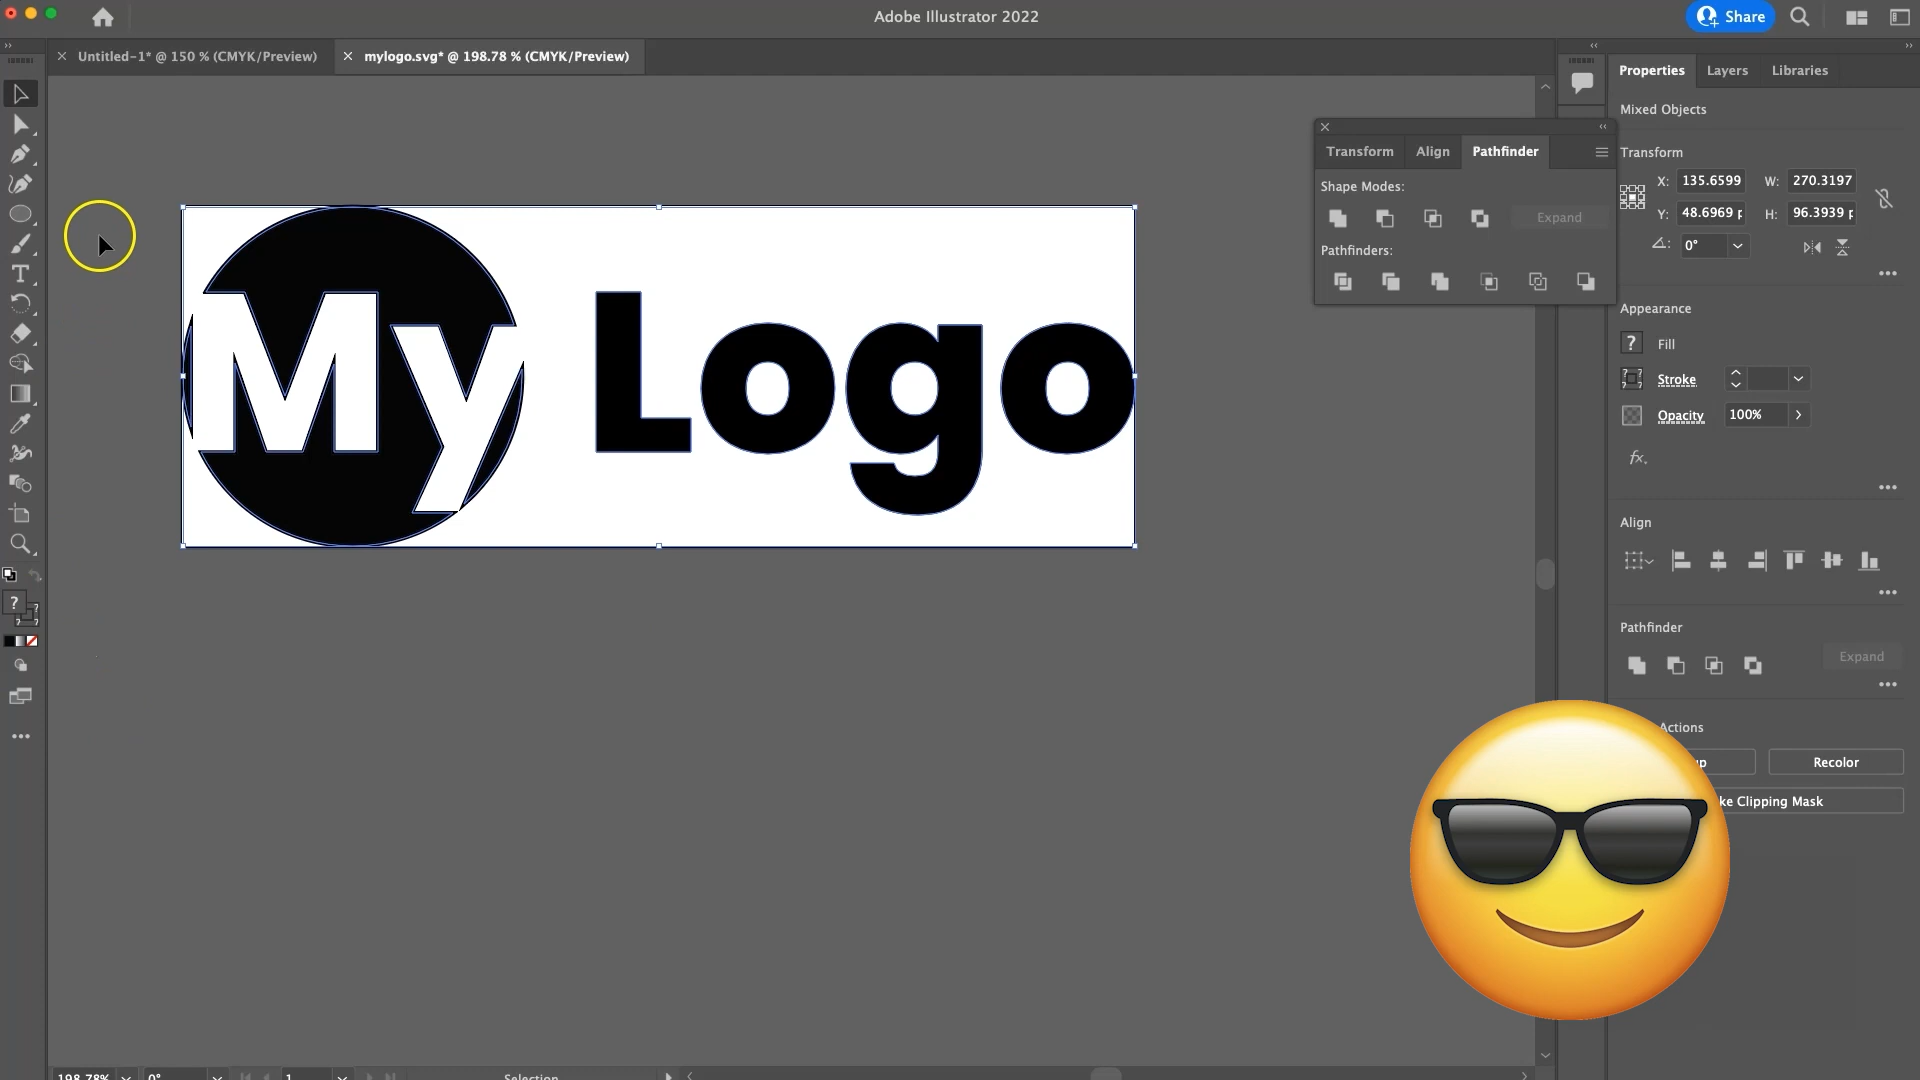 Adobe Illustrator 2022
Share
Untitled-1* @ 150 % (CMYK/Preview)
mylogo.svg* @ 198.78 % (CMYK/Preview)
Properties
Layers
Libraries
Mixed Objects
Transform
Align
Pathfinder
Transform
X: 135.6599
W: 270.3197
Shape Modes:
Y: 48.6969 p
H: 96.3939 p
Expand
0°
Pathfinders:
Appearance
? Fill
Stroke
Opacity
100%
fx.
My Logo
Align
Pathfinder
Expand
Actions
Recolor
ke Clipping Mask
198.78%
0°
1
Selection